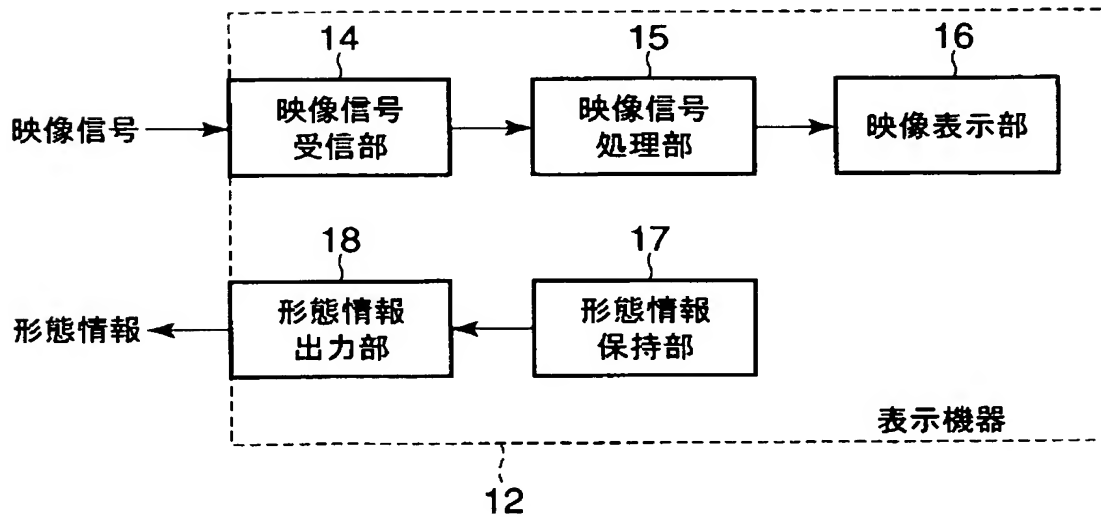 14
15
16
映像信号
映像信号
受信部
映像信号
処理部
映像表示部
18
17
形態情報
形態情報
出力部
形態情報
保持部
表示機器
12